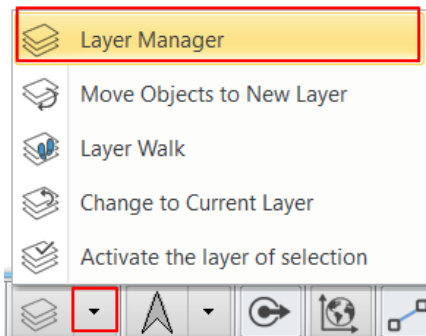 Layer Manager
Move Objects to New Layer
Layer Walk
Change to Current Layer
Activate the layer of selection